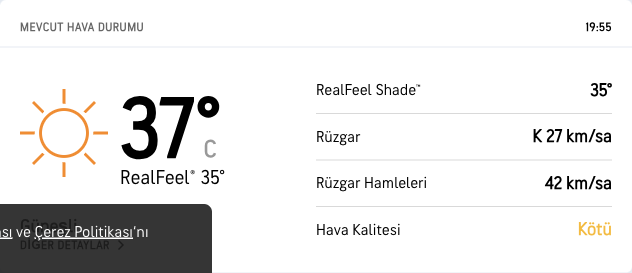 MEVCUT HAVA DURUMU
19:55
37°
C
RealFeel® 35°
RealFeel Shade™
35°
Rüzgar
K 27 km/sa
Rüzgar Hamleleri
42 km/sa
Hava Kalitesi
Kötü
Güneşli
ve Çerez Politikası'nı
DİĞER DETAYLAR >